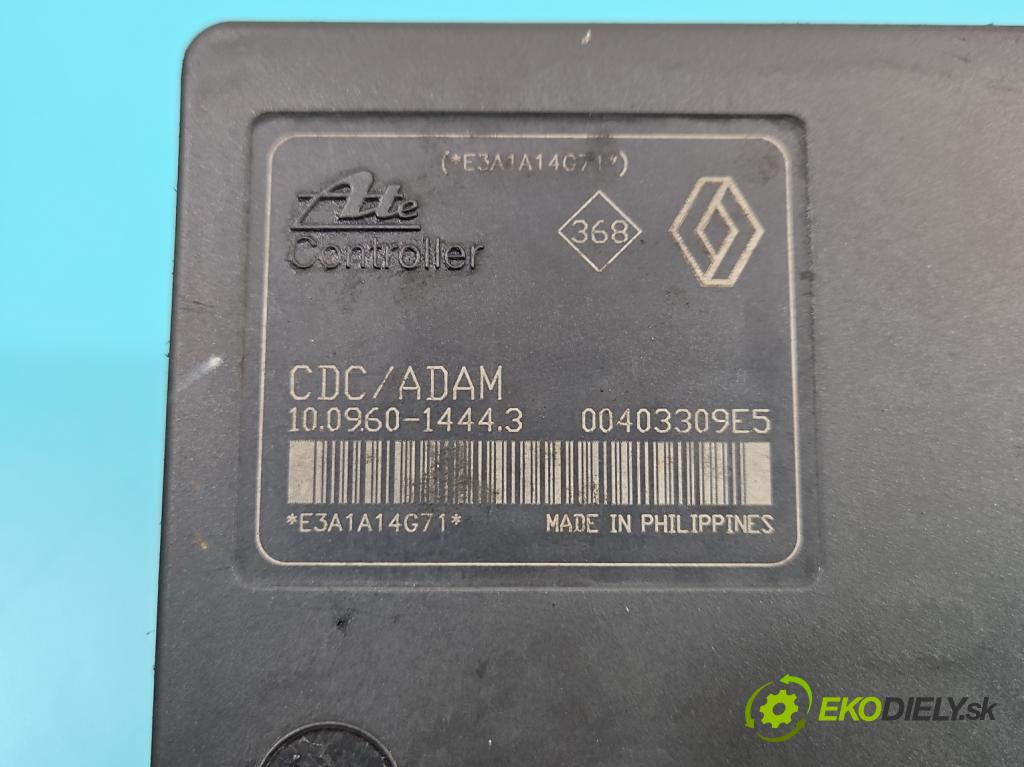 (*E3A1A14G71*)
Ate
Controller
368
CDC/ADAM
10.0960-1444.3 00403309E5
*E3A1A14G71* MADE IN PHILIPPINES
EKODIELY.sk